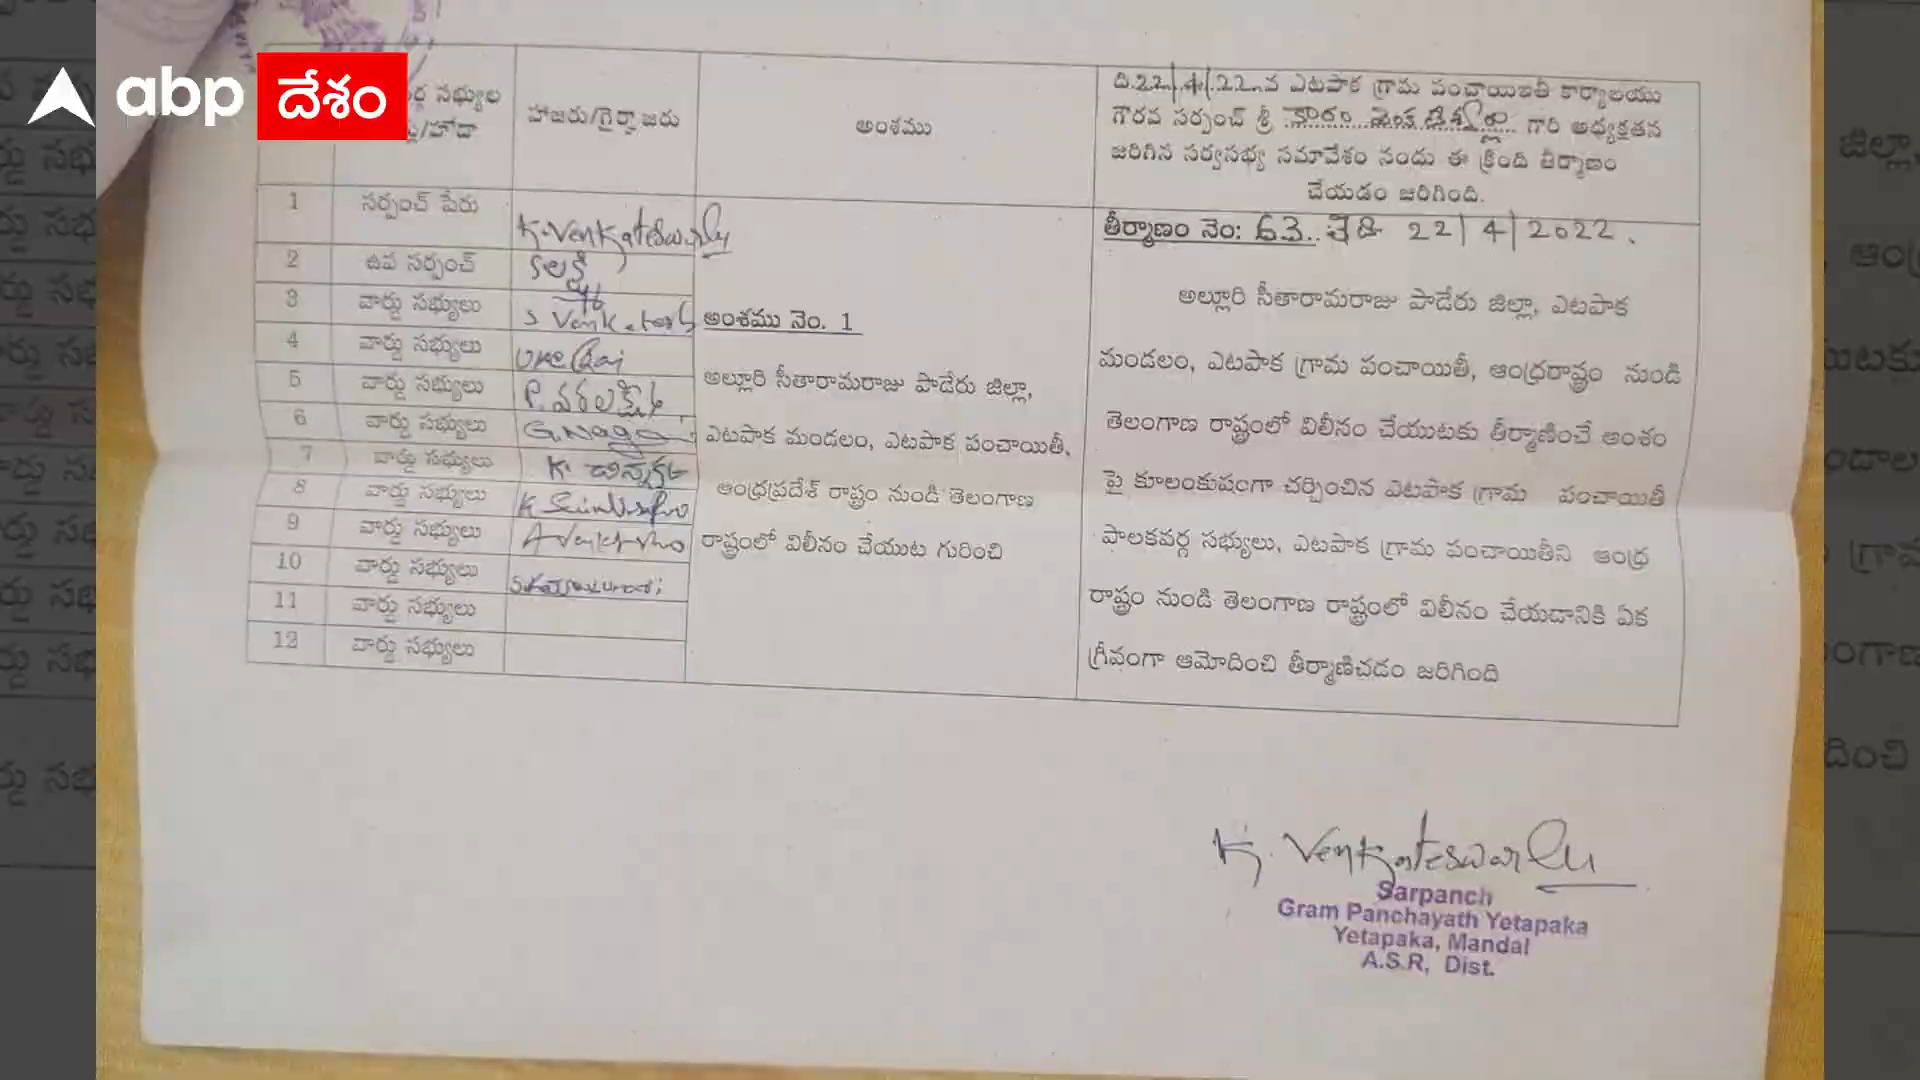 abp దేశం
ర్గ సభ్యుల
/హోదా
హాజరు/గైర్హాజరు
అంశము
ది.22/4/22.న ఎటపాక గ్రామ పంచాయితీ కార్యాలయు
గౌరవ సర్పంచ్ శ్రీ కారం వెంకటేశ్వర్లు గారి అధ్యక్షతన
జరిగిన సర్వసభ్య సమావేశం నందు ఈ క్రింది తీర్మాణం
చేయడం జరిగింది.
1 సర్పంచ్ పేరు K.Venkateswarlu
2 ఉప సర్పంచ్
3 వార్డు సభ్యులు
4 వార్డు సభ్యులు
5 వార్డు సభ్యులు P.వరలక్ష్మి
6 వార్డు సభ్యులు
7 వార్డు సభ్యులు
8 వార్డు సభ్యులు
9 వార్డు సభ్యులు
10 వార్డు సభ్యులు
11 వార్డు సభ్యులు
12 వార్డు సభ్యులు
అంశము నెం. 1
అల్లూరి సీతారామరాజు పాడేరు జిల్లా,
ఎటపాక మండలం, ఎటపాక పంచాయితీ,
ఆంధ్రప్రదేశ్ రాష్ట్రం నుండి తెలంగాణ
రాష్ట్రంలో విలీనం చేయుట గురించి
తీర్మాణం నెం: 63 22/4/2022.
అల్లూరి సీతారామరాజు పాడేరు జిల్లా, ఎటపాక
మండలం, ఎటపాక గ్రామ పంచాయితీ, ఆంధ్రరాష్ట్రం నుండి
తెలంగాణ రాష్ట్రంలో విలీనం చేయుటకు తీర్మాణించే అంశం
పై కూలంకుషంగా చర్చించిన ఎటపాక గ్రామ పంచాయితీ
పాలకవర్గ సభ్యులు, ఎటపాక గ్రామ పంచాయితీని ఆంధ్ర
రాష్ట్రం నుండి తెలంగాణ రాష్ట్రంలో విలీనం చేయడానికి ఏక
గ్రీవంగా ఆమోదించి తీర్మాణిచడం జరిగింది
K. Venkateswarlu
Sarpanch
Gram Panchayath Yetapaka
Yetapaka, Mandal
A.S.R, Dist.